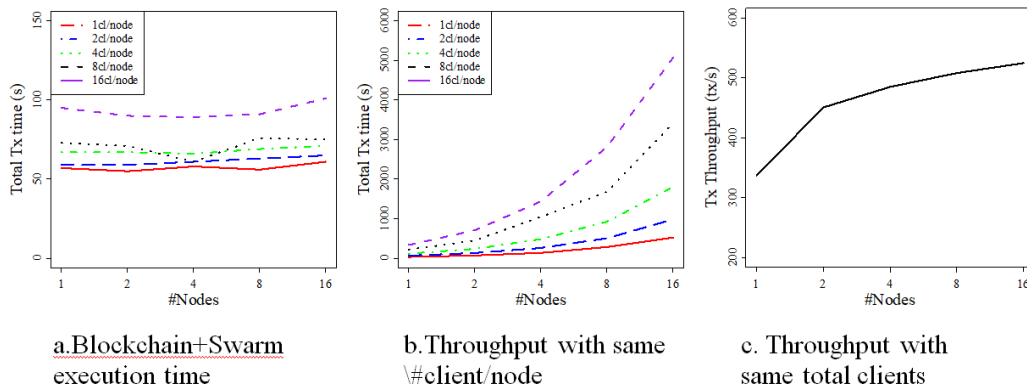 Total Tx time (s)
150
100
50
0
1cl/node
2cl/node
4cl/node
8cl/node
16cl/node
1 2 4 8 16
#Nodes
a.Blockchain+Swarm
execution time
Total Tx time (s)
6000
5000
4000
3000
2000
1000
0
1cl/node
2cl/node
4cl/node
8cl/node
16cl/node
1 2 4 8 16
#Nodes
b.Throughput with same
\#client/node
Tx Throughput (tx/s)
600
500
400
300
200
1 2 4 8 16
#Nodes
c. Throughput with
same total clients